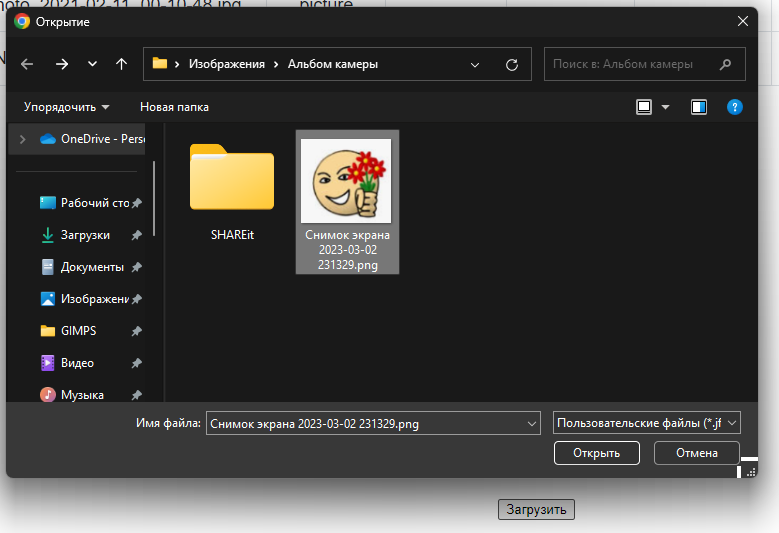 oto_2021-02-11_00-10-48.jpg picture
Открытие
Изображения
Альбом камеры
Поиск в: Альбом камеры
Упорядочить
Новая папка
OneDrive - Perso
Рабочий сто
Загрузки
Документы
Изображени
GIMPS
Видео
Музыка
SHAREit
Снимок экрана
2023-03-02
231329.png
Имя файла:
Снимок экрана 2023-03-02 231329.png
Пользовательские файлы (*.jf
Открыть
Отмена
Загрузить